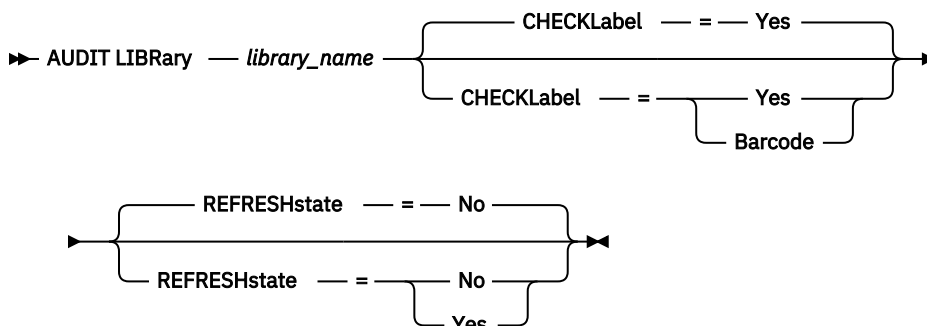 CHECKLabel = Yes
AUDIT LIBRary library_name
CHECKLabel = Yes
Barcode
REFRESHstate = No
REFRESHstate = No
Yes